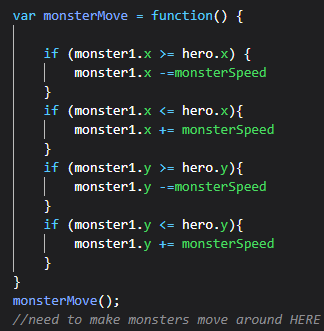 var monsterMove = function() {
if (monster1.x >= hero.x) {
monster1.x -=monsterSpeed
}
if (monster1.x <= hero.x){
monster1.x += monsterSpeed
}
if (monster1.y >= hero.y){
monster1.y -=monsterSpeed
}
if (monster1.y <= hero.y){
monster1.y += monsterSpeed
}
}
monsterMove();
//need to make monsters move around HERE